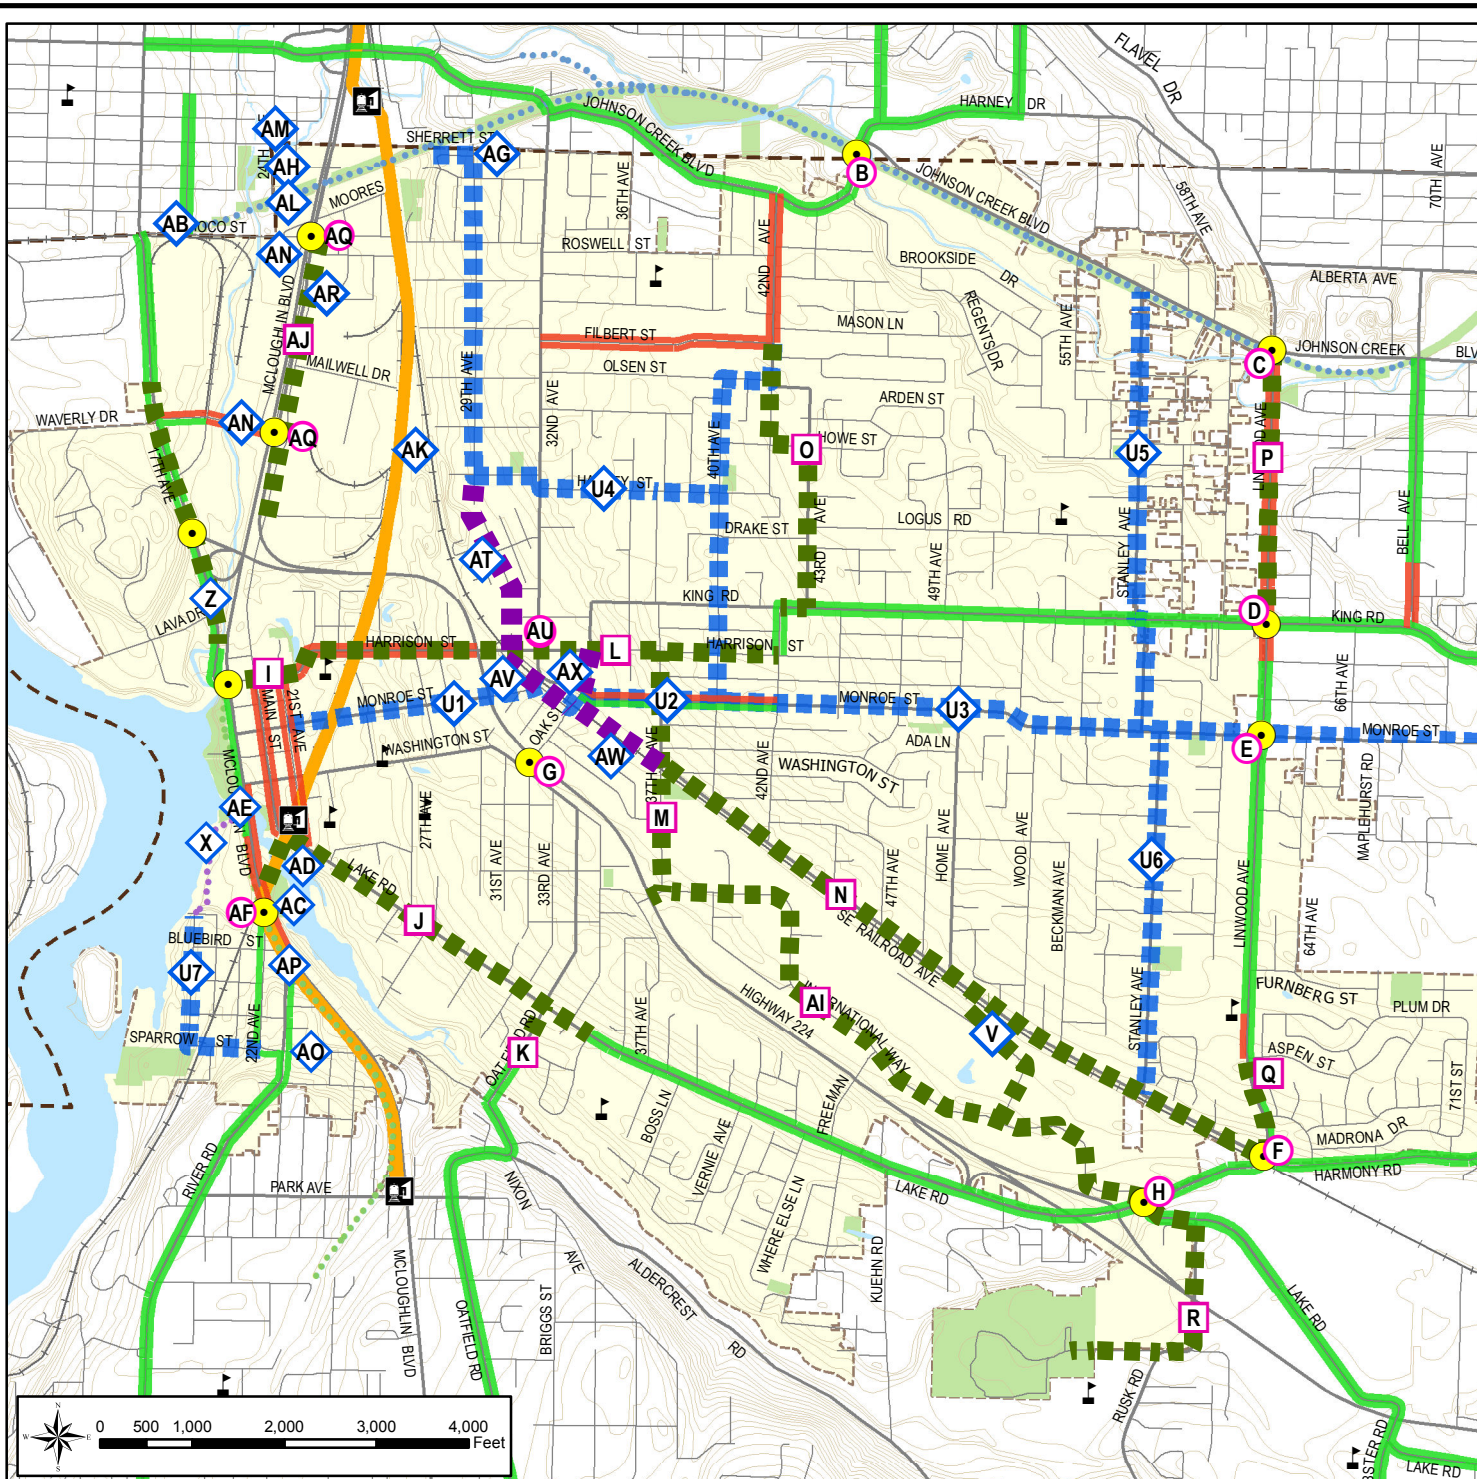 FLAVEL DR
HARNEY DR
JOHNSON CREEK BLVD
SHERRETT ST
AM
24TH
AH
AG
B
AL
MOORES
36TH AVE
JOHNSON CREEK BLVD
58TH AVE
70TH AVE
AB
OCO ST
AQ
ROSWELL ST
42ND AVE
AN
BROOKSIDE DR
ALBERTA AVE
AR
MCLOUGHIN BLVD
REGENTS DR
MASON LN
55TH AVE
AJ
FILBERT ST
JOHNSON CREEK BLV
MAILWELL DR
OLSEN ST
C
29TH AVE
32ND AVE
ARDEN ST
WAVERLY DR
AN
AQ
AK
40TH AVE
HOWE ST
O
U5
P
17TH AVE
U4
DRAKE ST
LOGUS RD
BELL AVE
AT
43RD AVE
49TH AVE
STANLEY AVE
Z
LAVA DR
KING RD
D
KING RD
AU
HARRISON ST
L
HARRISON ST
I
AV
AX
66TH AVE
MAIN ST
21ST AVE
MONROE ST
U1
U2
MONROE ST
U3
MONROE ST
OAK ST
ADA LN
E
WASHINGTON ST
AW
G
37TH AVE
42ND AVE
WASHINGTON ST
MAPLEHURST RD
AE
27TH AVE
M
HOME AVE
WOOD AVE
X
BLVD
AD
LAKE RD
31ST AVE
33RD AVE
47TH AVE
BECKMAN AVE
U6
LINWOOD AVE
64TH AVE
AF
AC
J
N
BLUEBIRD ST
SE RAILROAD AVE
U7
AP
FURNBERG ST
INTERNATIONAL WAY
AI
PLUM DR
HIGHWAY 224
37TH AVE
V
SPARROW ST
22ND AVE
AO
K
STANLEY AVE
ASPEN ST
Q
71ST ST
BOSS LN
FREEMAN
VERNIE AVE
MADRONA DR
F
RIVER RD
HARMONY RD
PARK AVE
NIXON AVE
WHERE ELSE LN
LAKE RD
H
KUEHN RD
MCLOUGHLIN BLVD
OATFIELD RD
BRIGGS ST
ALDERCREST RD
LAKE RD
R
RUSK RD
N
W E
S
0 500 1,000 2,000 3,000 4,000
Feet
LAKE RD